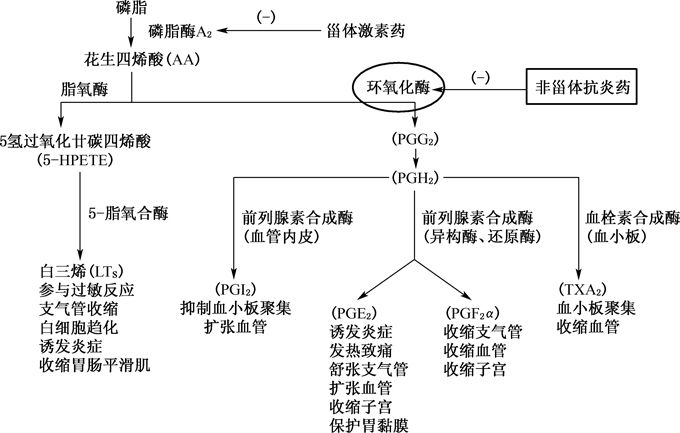 磷脂
磷脂酶A₂
(-)
甾体激素药
花生四烯酸(AA)
脂氧酶
环氧化酶
(-)
非甾体抗炎药
5氢过氧化廿碳四烯酸
(5-HPETE)
(PGG₂)
(PGH₂)
5-脂氧合酶
前列腺素合成酶
(血管内皮)
前列腺素合成酶
(异构酶、还原酶)
血栓素合成酶
(血小板)
白三烯(LTs)
参与过敏反应
支气管收缩
白细胞趋化
诱发炎症
收缩胃肠平滑肌
(PGI₂)
抑制血小板聚集
扩张血管
(PGE₂)
诱发炎症
发热致痛
舒张支气管
扩张血管
收缩子宫
保护胃黏膜
(PGF₂α)
收缩支气管
收缩血管
收缩子宫
(TXA₂)
血小板聚集
收缩血管